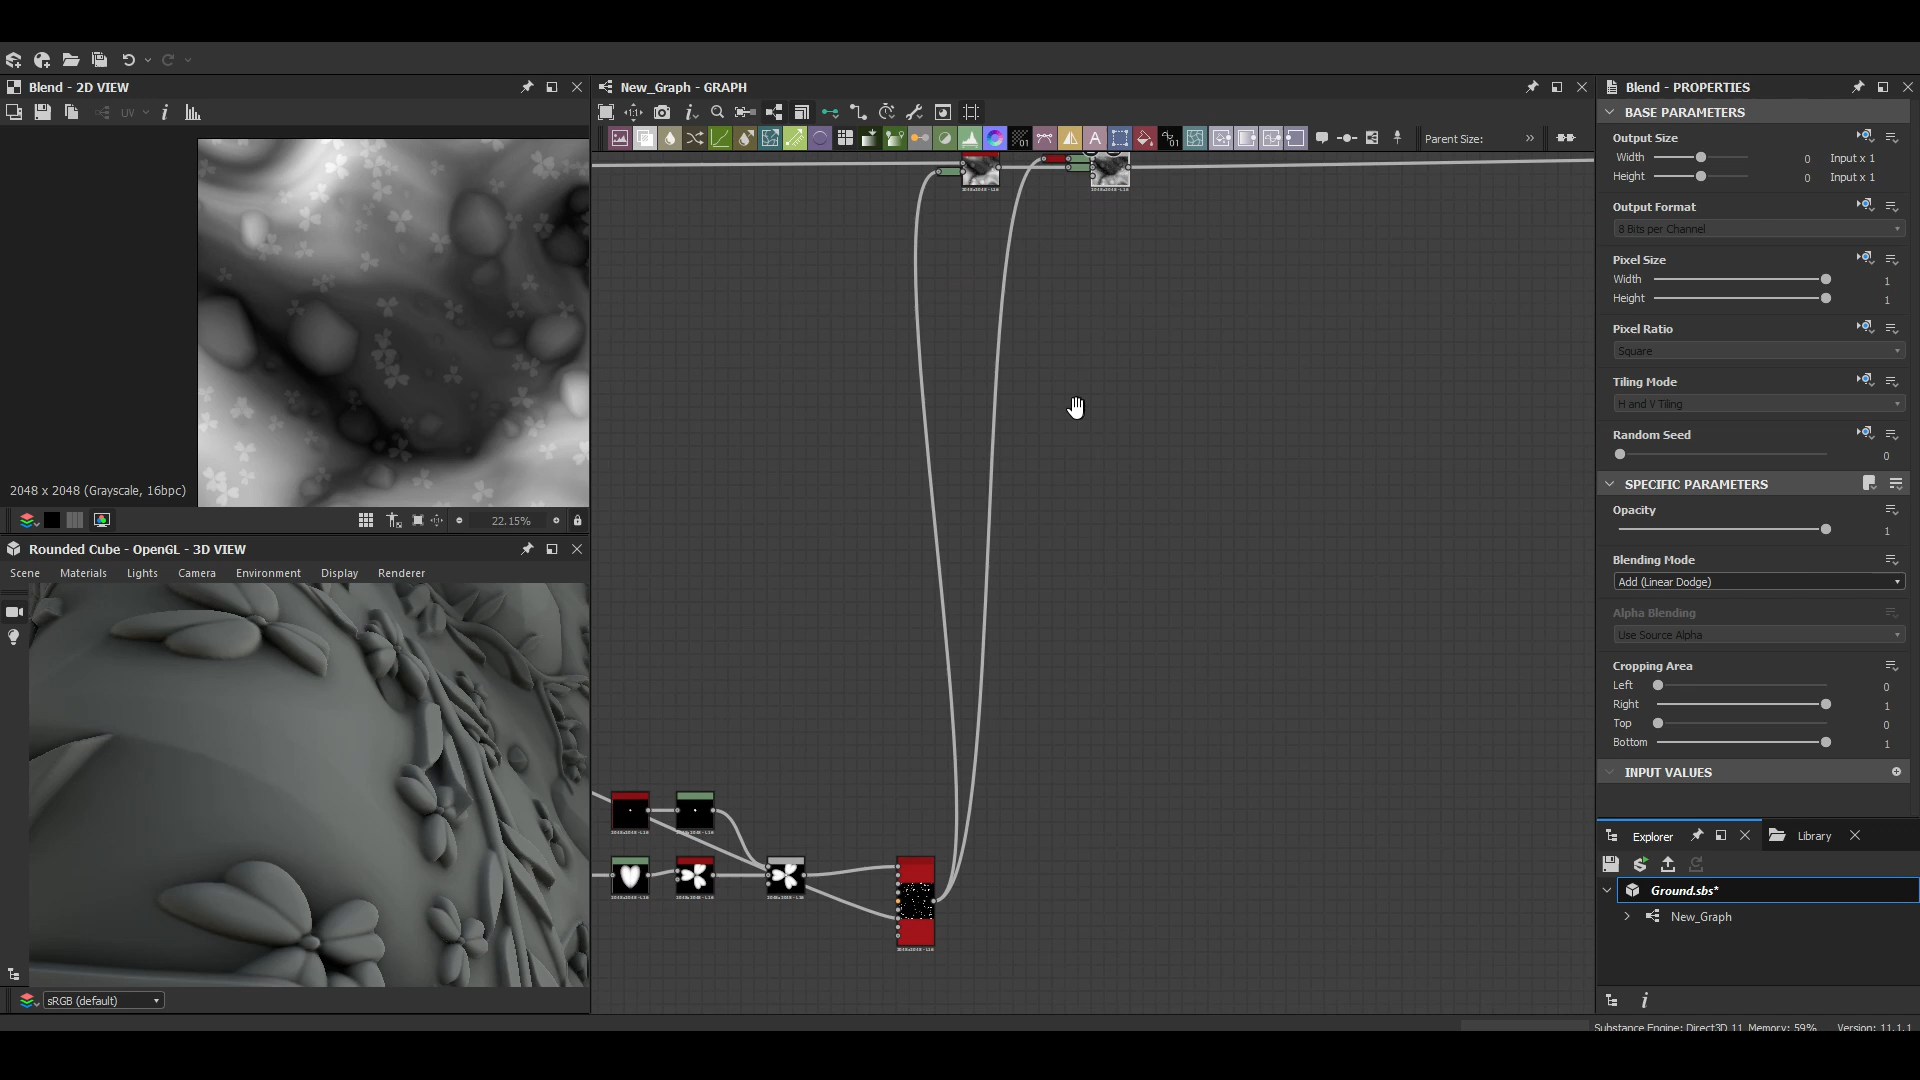 Blend - 2D VIEW
New_Graph - GRAPH
Blend - PROPERTIES
UV
Parent Size:
BASE PARAMETERS
Output Size
Width 0 Input x 1
Height 0 Input x 1
Output Format
8 Bits per Channel
Pixel Size
Width 1
Height 1
Pixel Ratio
Square
Tiling Mode
H and V Tiling
Random Seed
0
SPECIFIC PARAMETERS
Opacity
1
Blending Mode
Add (Linear Dodge)
Alpha Blending
Use Source Alpha
Cropping Area
Left 0
Right 1
Top 0
Bottom 1
INPUT VALUES
2048 x 2048 (Grayscale, 16bpc)
22.15%
Rounded Cube - OpenGL - 3D VIEW
Scene Materials Lights Camera Environment Display Renderer
sRGB (default)
Explorer
Library
Ground.sbs*
New_Graph
Substance Engine: Direct3D 11 Memory: 59% Version: 11.1.1